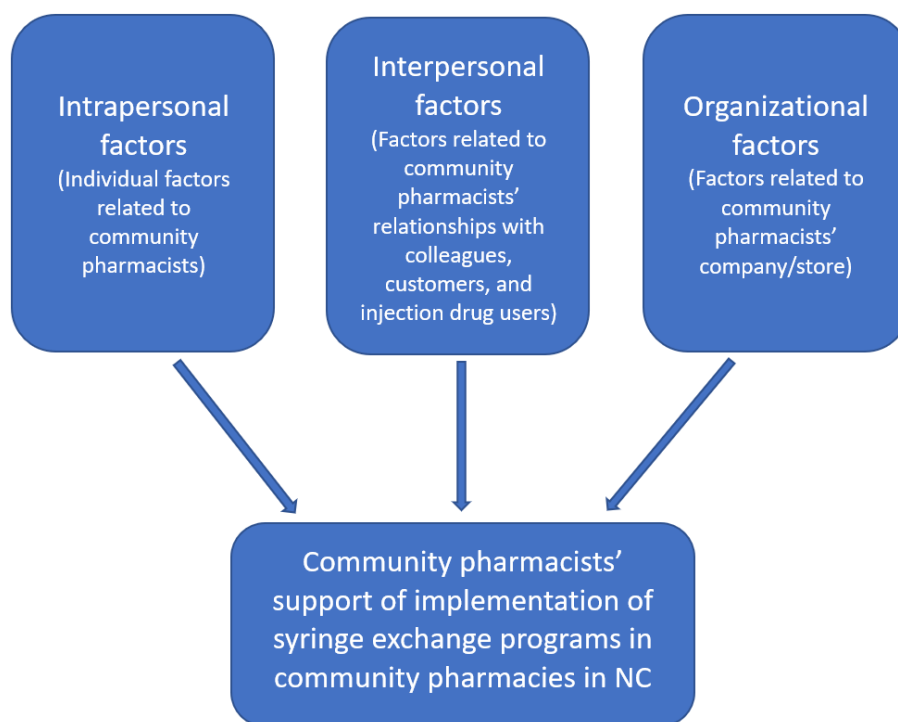 Intrapersonal
factors
(Individual factors
related to
community
pharmacists)
Interpersonal
factors
(Factors related to
community
pharmacists’
relationships with
colleagues,
customers, and
injection drug users)
Organizational
factors
(Factors related to
community
pharmacists’
company/store)
Community pharmacists’
support of implementation of
syringe exchange programs in
community pharmacies in NC